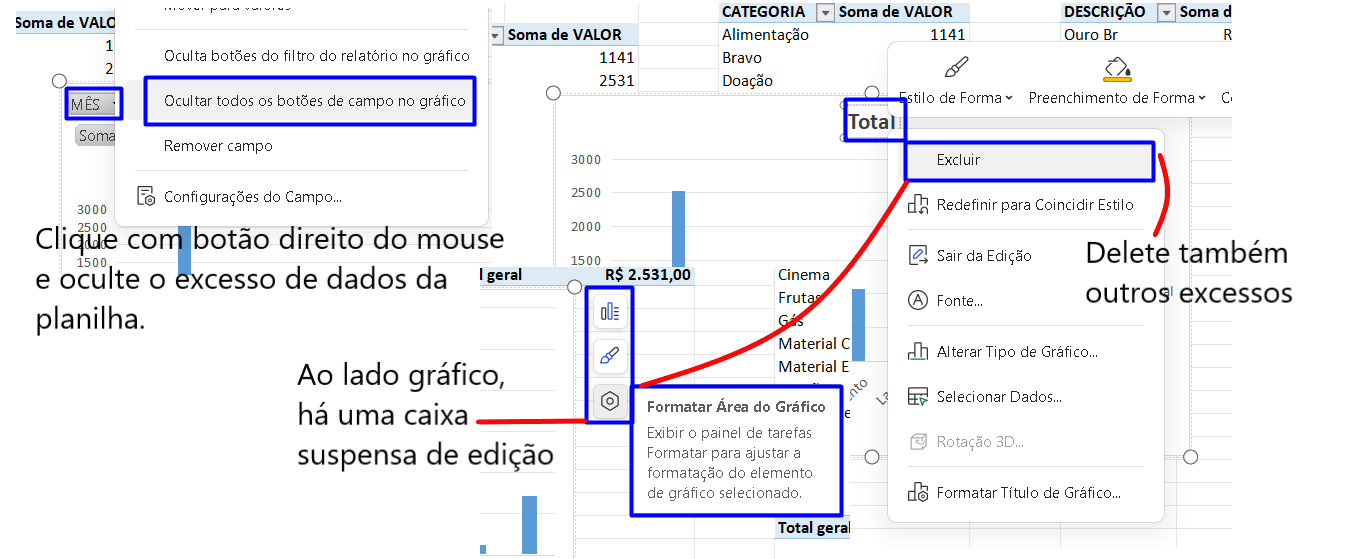 Soma de VALO
1
2
MÊS
Soma
3000
2500
2000
1500
Mover para Valores
Oculta botões do filtro do relatório no gráfico
Ocultar todos os botões de campo no gráfico
Remover campo
Configurações do Campo...
Clique com botão direito do mouse
e oculte o excesso de dados da
planilha.
Soma de VALOR
1141
2531
CATEGORIA Soma de VALOR
Alimentação 1141
Bravo
Doação
DESCRIÇÃO Soma d
Ouro Br R
3000
2500
2000
1500
Total
Estilo de Forma
Preenchimento de Forma
Excluir
Redefinir para Coincidir Estilo
Sair da Edição
Fonte...
Alterar Tipo de Gráfico...
Selecionar Dados...
Rotação 3D...
Formatar Título de Gráfico...
Delete também
outros excessos
l geral R$ 2.531,00
Cinema
Frutas
Gás
Material C
Material E
Formatar Área do Gráfico
Exibir o painel de tarefas
Formatar para ajustar a
formatação do elemento
de gráfico selecionado.
Total geral
Ao lado gráfico,
há uma caixa
suspensa de edição